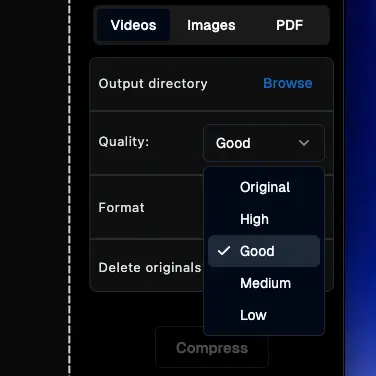 Videos Images PDF
Output directory Browse
Quality: Good
Original
High
Format
Good
Delete originals
Medium
Low
Compress